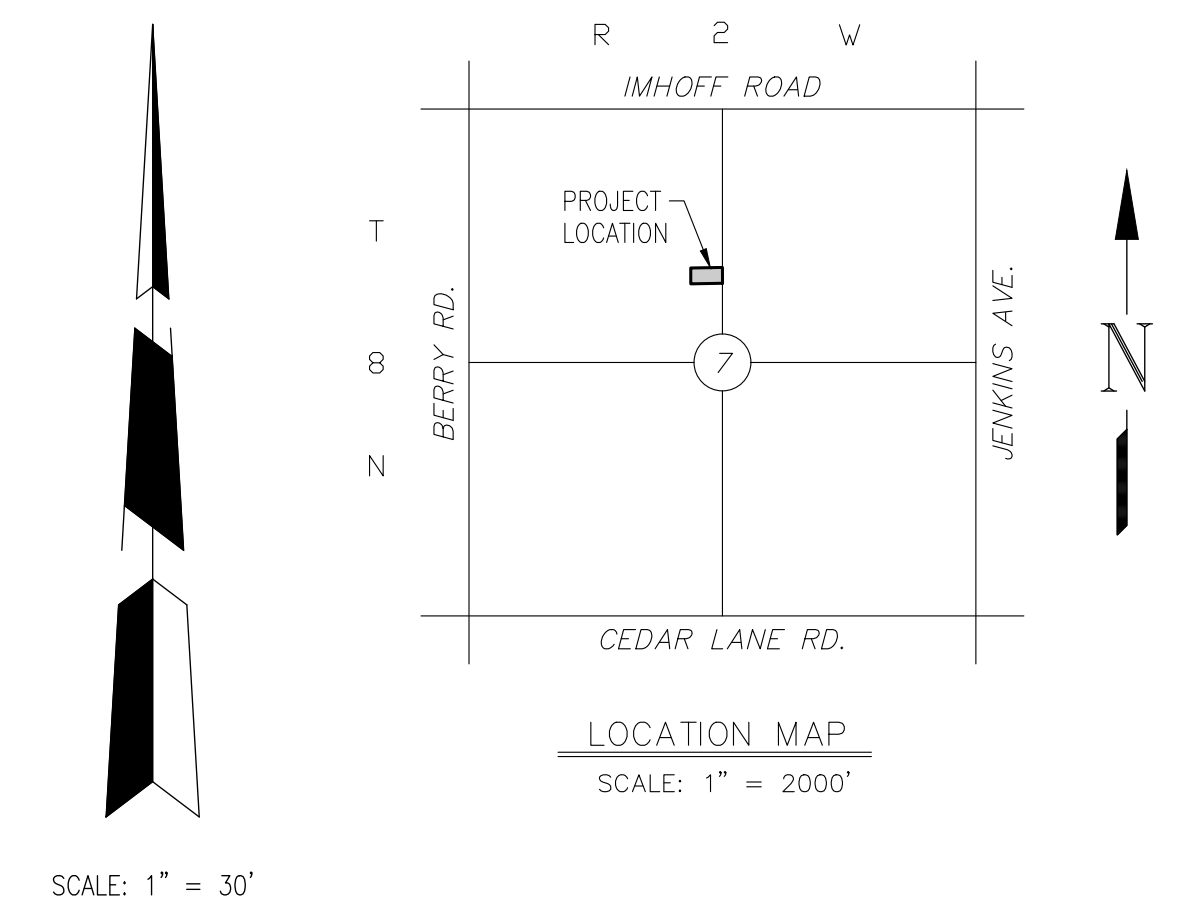 R 2 W
IMHOFF ROAD
PROJECT
LOCATION
T
8
N
BERRY RD.
7
JENKINS AVE.
N
CEDAR LANE RD.
LOCATION MAP
SCALE: 1” = 2000'
SCALE: 1” = 30'